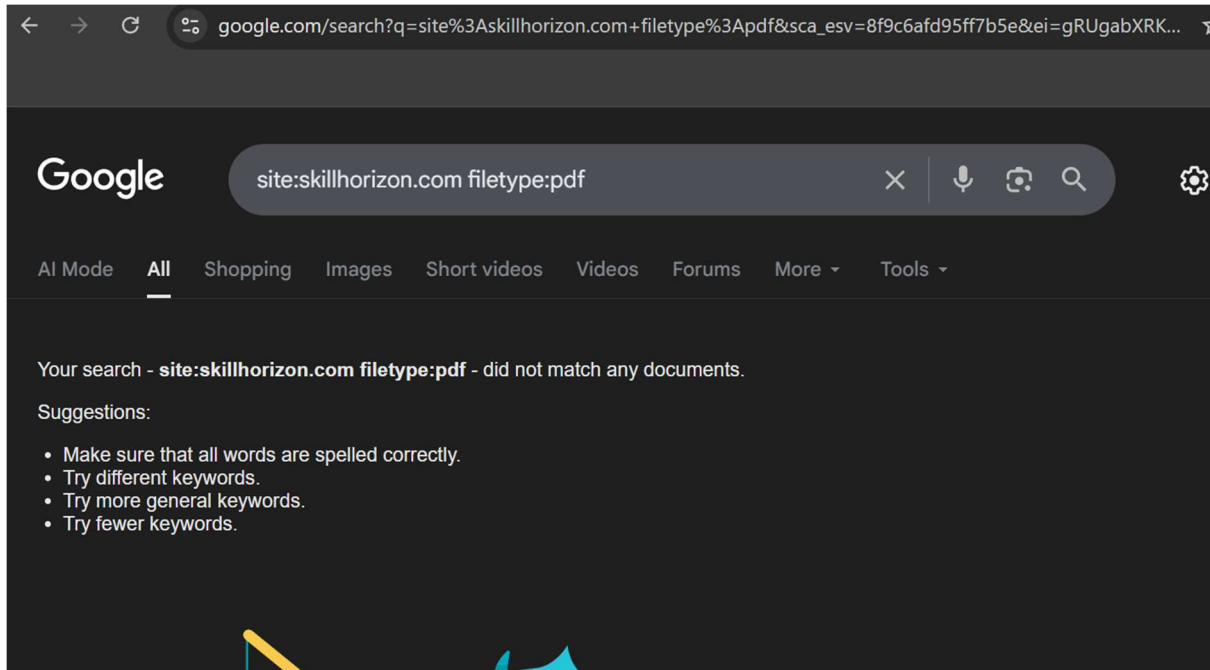 google.com/search?q=site%3Askillhorizon.com+filetype%3Apdf&sca_esv=8f9c6afd95ff7b5e&ei=gRUgabXRK...
Google
site:skillhorizon.com filetype:pdf
AI Mode All Shopping Images Short videos Videos Forums More Tools
Your search - site:skillhorizon.com filetype:pdf - did not match any documents.
Suggestions:
• Make sure that all words are spelled correctly.
• Try different keywords.
• Try more general keywords.
• Try fewer keywords.